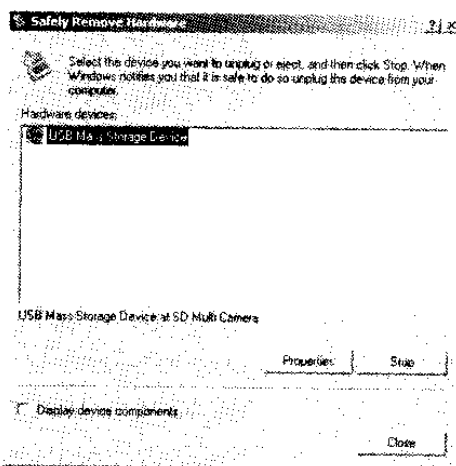 Safely Remove Hardware
Select the device you want to unplug or eject, and then click Stop. When
Windows notifies you that it is safe to do so unplug the device from your
computer.
Hardware devices:
USB Mass Storage Device
USB Mass Storage Device at SD Multi Camera
Properties
Stop
Display device components
Close